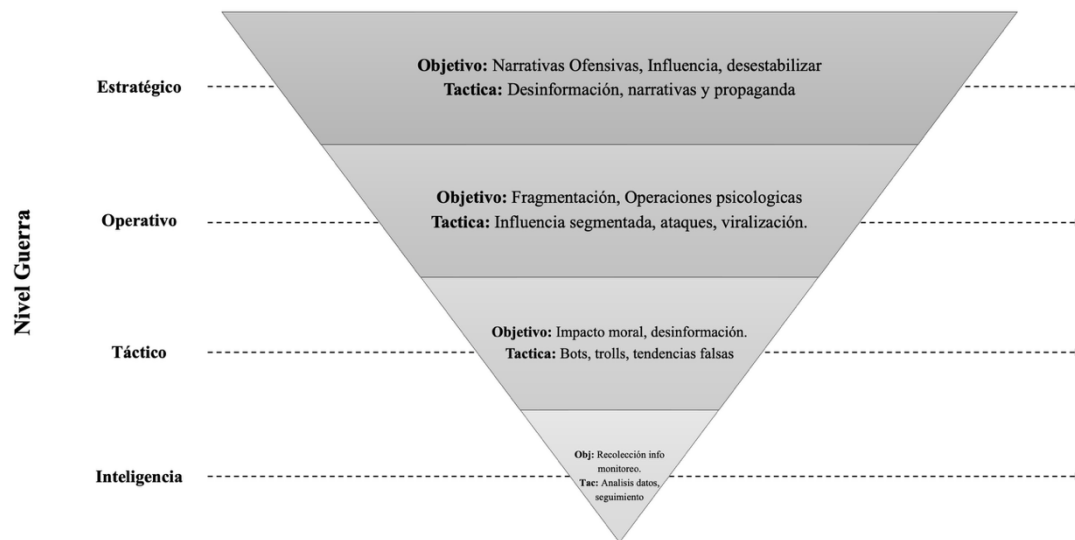 Nivel Guerra
Estratégico
Objetivo: Narrativas Ofensivas, Influencia, desestabilizar
Tactica: Desinformación, narrativas y propaganda
Operativo
Objetivo: Fragmentación, Operaciones psicologicas
Tactica: Influencia segmentada, ataques, viralización.
Táctico
Objetivo: Impacto moral, desinformación.
Tactica: Bots, trolls, tendencias falsas
Inteligencia
Obj: Recolección info
monitoreo.
Tac: Analisis datos,
seguimiento